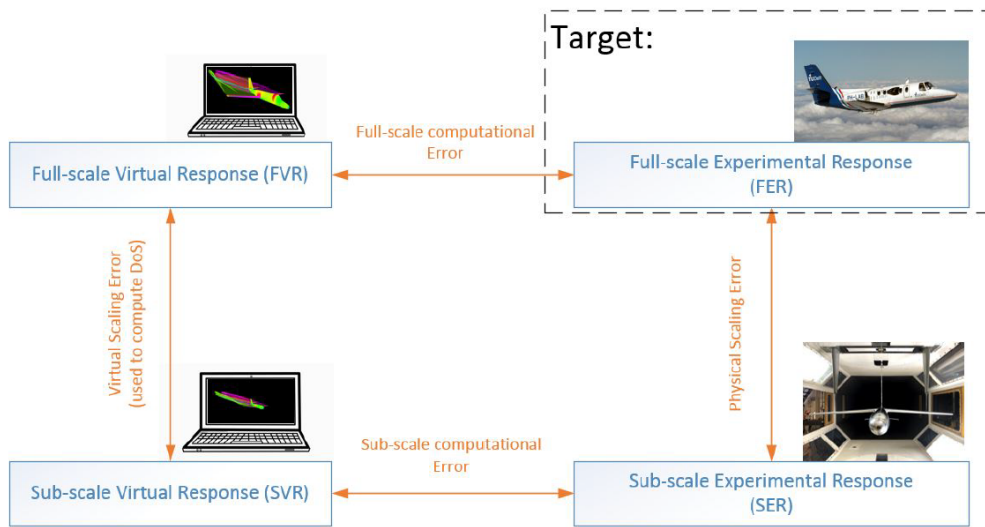 Target:
Full-scale computational
Error
Full-scale Virtual Response (FVR)
Full-scale Experimental Response
(FER)
PH-LAB
Virtual Scaling Error
(used to compute DoS)
Physical Scaling Error
Sub-scale computational
Error
Sub-scale Virtual Response (SVR)
Sub-scale Experimental Response
(SER)